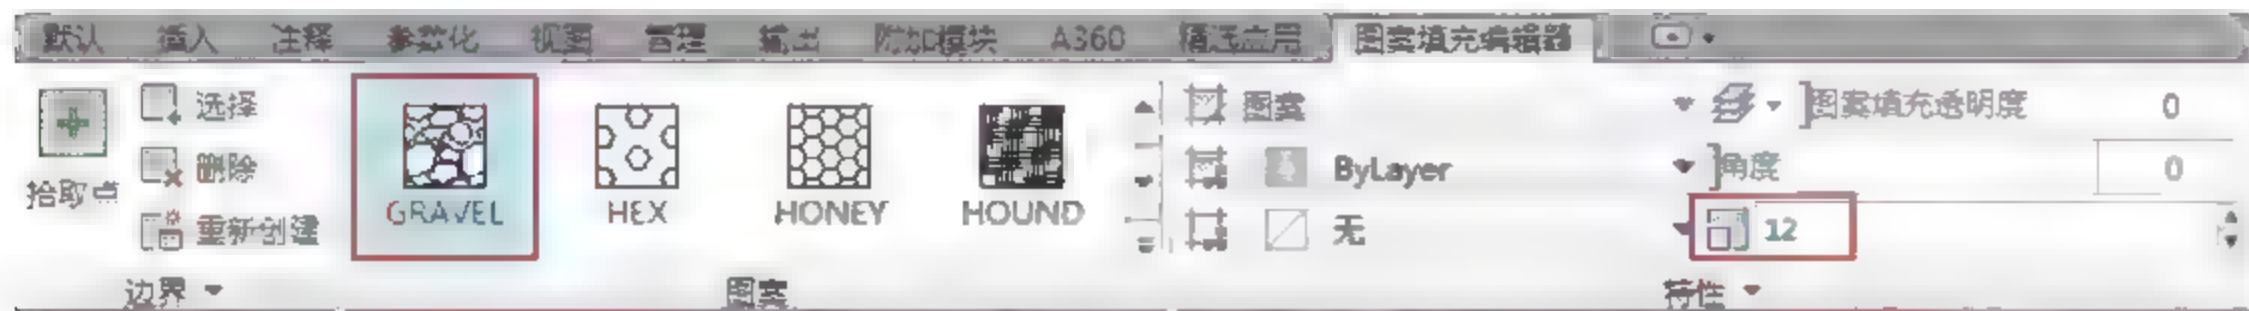 默认 插入 注释 参数化 视图 管理 输出 附加模块 A360 精选应用 图案填充编辑器
选择 图案 图案填充透明度 0
删除 ByLayer 角度 0
拾取点 GRAVEL HEX HONEY HOUND
重新创建 无 12
边界 图案 特性